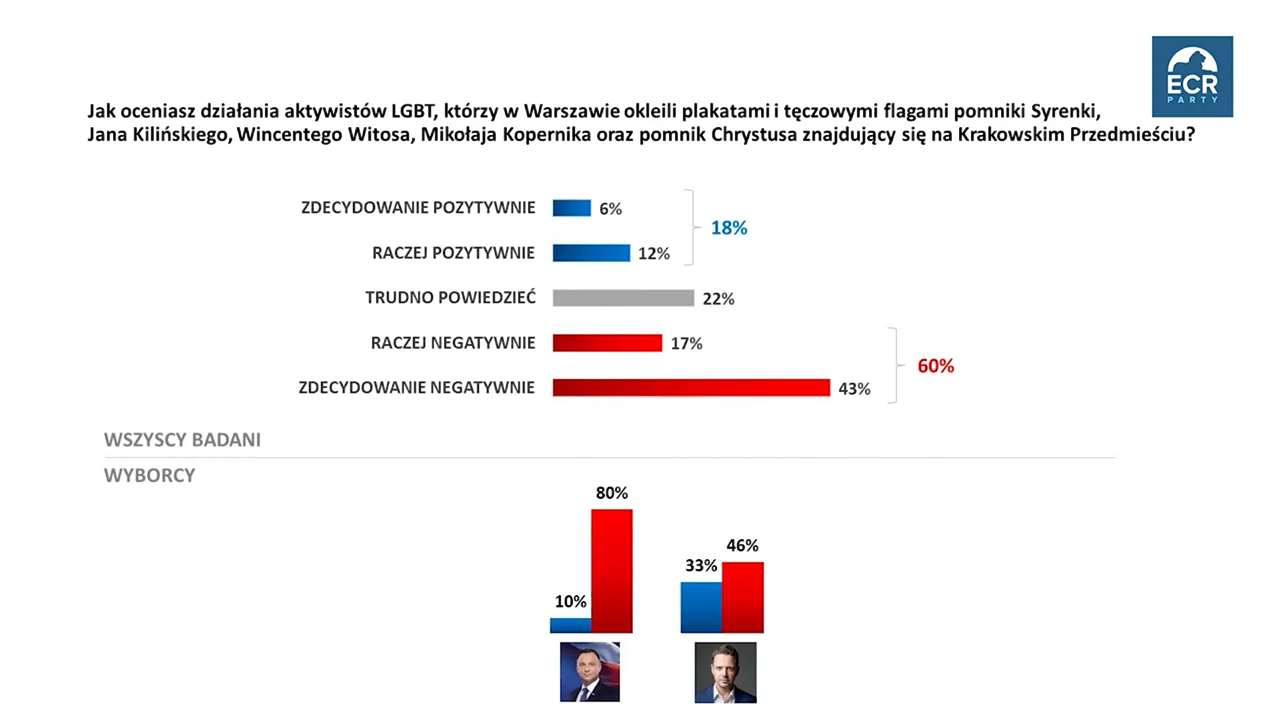 ECR
PARTY
Jak oceniasz działania aktywistów LGBT, którzy w Warszawie okleili plakatami i tęczowymi flagami pomniki Syrenki,
Jana Kilińskiego, Wincentego Witosa, Mikołaja Kopernika oraz pomnik Chrystusa znajdujący się na Krakowskim Przedmieściu?
ZDECYDOWANIE POZYTYWNIE 6%
18%
RACZEJ POZYTYWNIE 12%
TRUDNO POWIEDZIEĆ 22%
RACZEJ NEGATYWNIE 17%
60%
ZDECYDOWANIE NEGATYWNIE 43%
WSZYSCY BADANI
WYBORCY
80%
46%
33%
10%